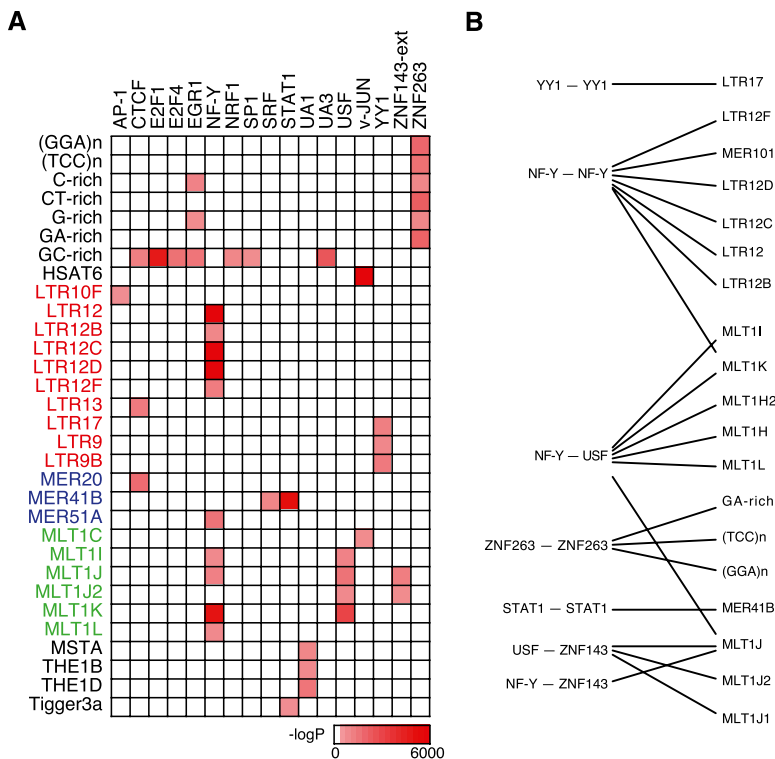 A
AP-1
CTCF
E2F1
E2F4
EGR1
NF-Y
NRF1
SP1
SRF
STAT1
UA1
UA3
USF
v-JUN
YY1
ZNF143-ext
ZNF263
(GGA)n
(TCC)n
C-rich
CT-rich
G-rich
GA-rich
GC-rich
HSAT6
LTR10F
LTR12
LTR12B
LTR12C
LTR12D
LTR12F
LTR13
LTR17
LTR9
LTR9B
MER20
MER41B
MER51A
MLT1C
MLT1I
MLT1J
MLT1J2
MLT1K
MLT1L
MSTA
THE1B
THE1D
Tigger3a
-logP
0 6000
B
YY1 — YY1
NF-Y — NF-Y
NF-Y — USF
ZNF263 — ZNF263
STAT1 — STAT1
USF — ZNF143
NF-Y — ZNF143
LTR17
LTR12F
MER101
LTR12D
LTR12C
LTR12
LTR12B
MLT1I
MLT1K
MLT1H2
MLT1H
MLT1L
GA-rich
(TCC)n
(GGA)n
MER41B
MLT1J
MLT1J2
MLT1J1